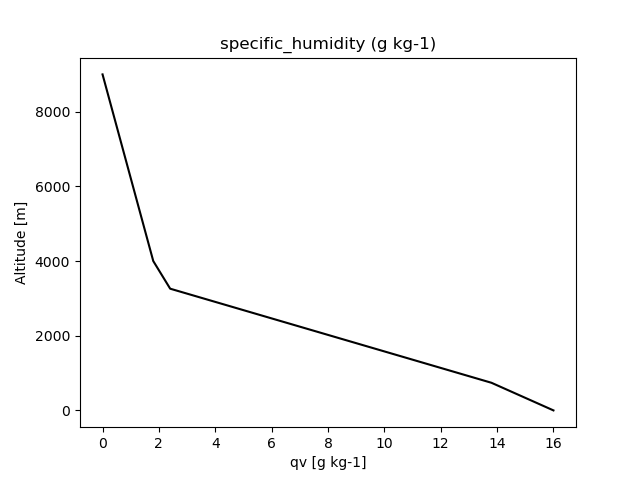 specific_humidity (g kg-1)
8000
6000
4000
2000
0
Altitude [m]
0 2 4 6 8 10 12 14 16
qv [g kg-1]